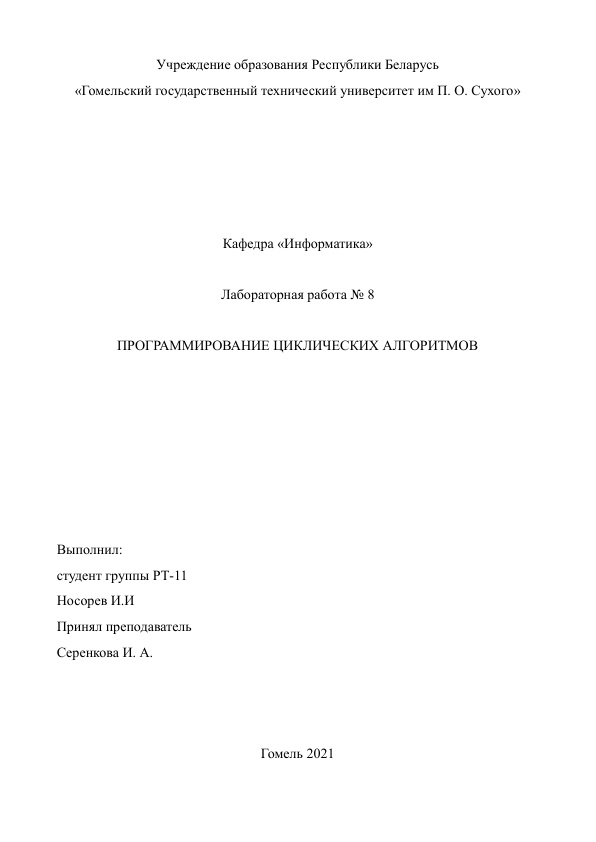 Учреждение образования Республики Беларусь
«Гомельский государственный технический университет им П. О. Сухого»
Кафедра «Информатика»
Лабораторная работа № 8
ПРОГРАММИРОВАНИЕ ЦИКЛИЧЕСКИХ АЛГОРИТМОВ
Выполнил:
студент группы РТ-11
Носорев И.И
Принял преподаватель
Серенкова И. А.
Гомель 2021